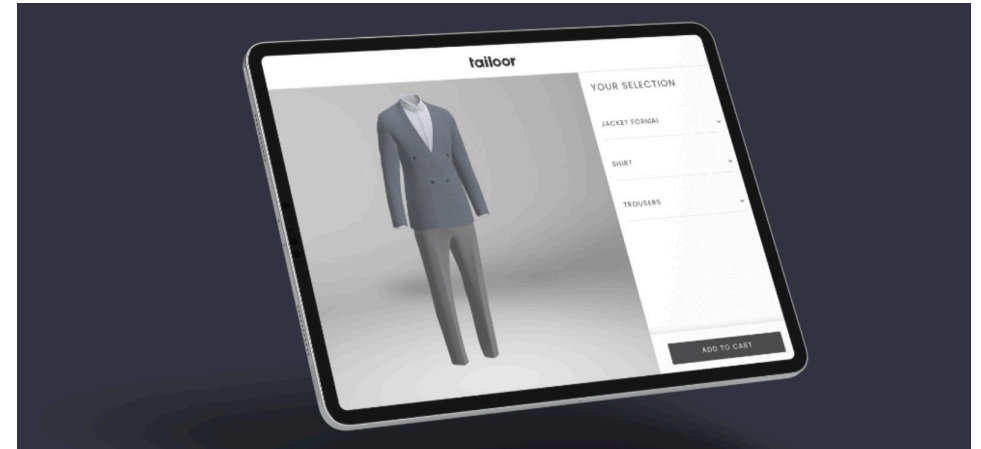 tailoor
YOUR SELECTION
JACKET FORMAL
SHIRT
TROUSERS
ADD TO CART